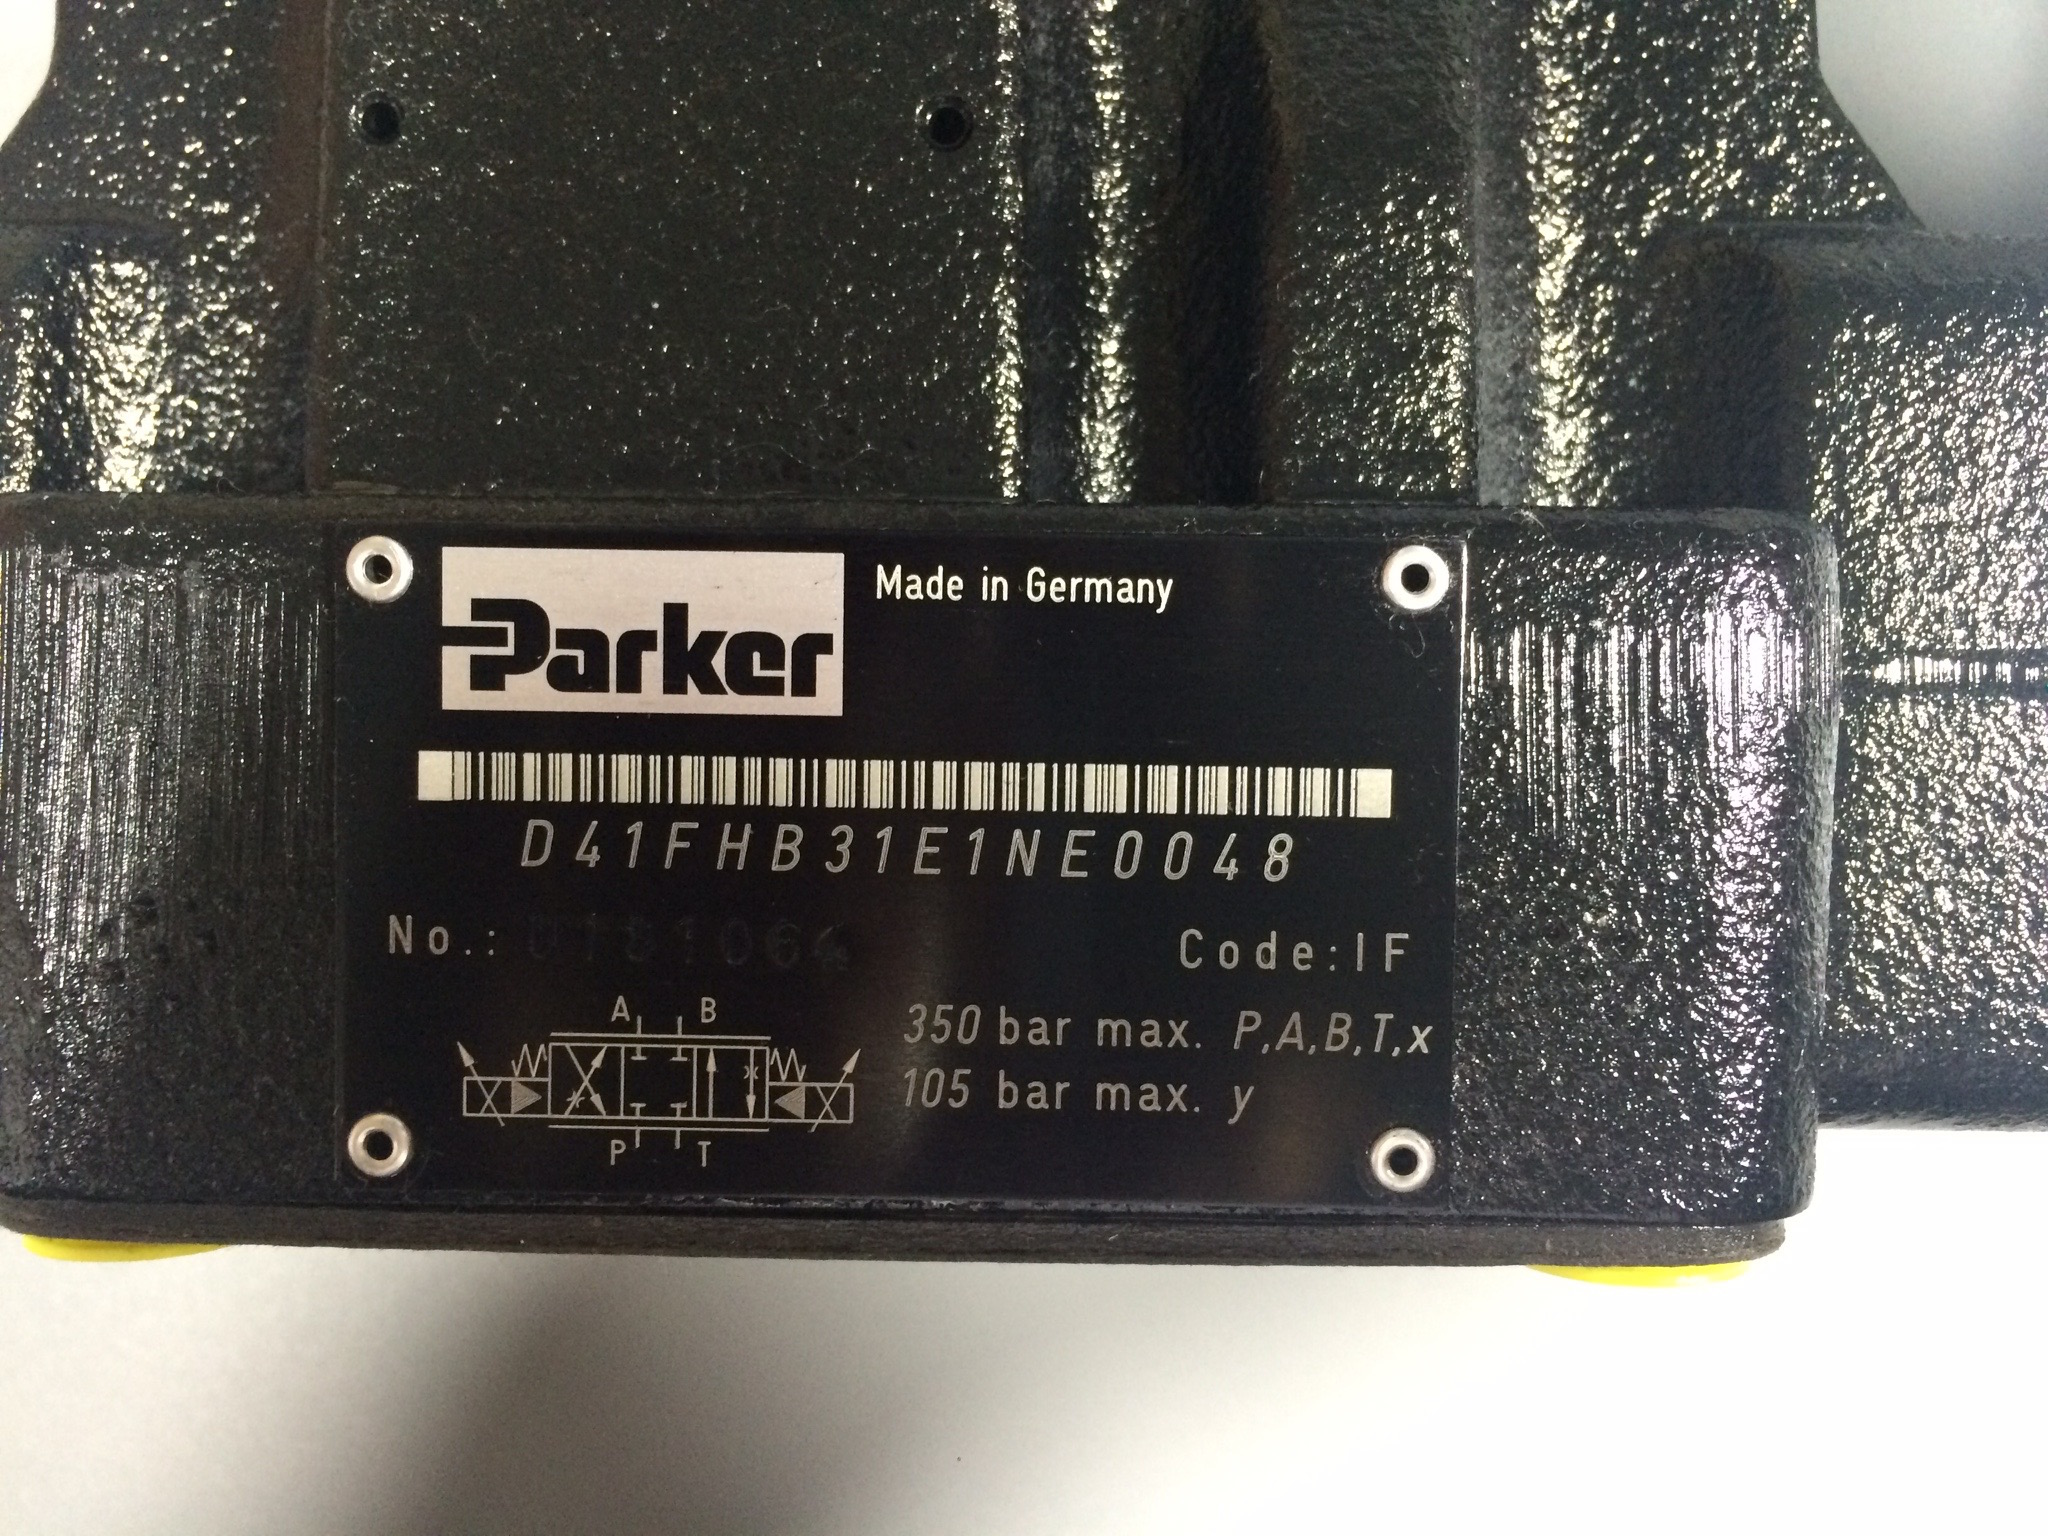 Parker
Made in Germany
D41FHB31E1NE0048
No.:
Code:IF
A B
350 bar max. P,A,B,T,x
105 bar max. y
P T